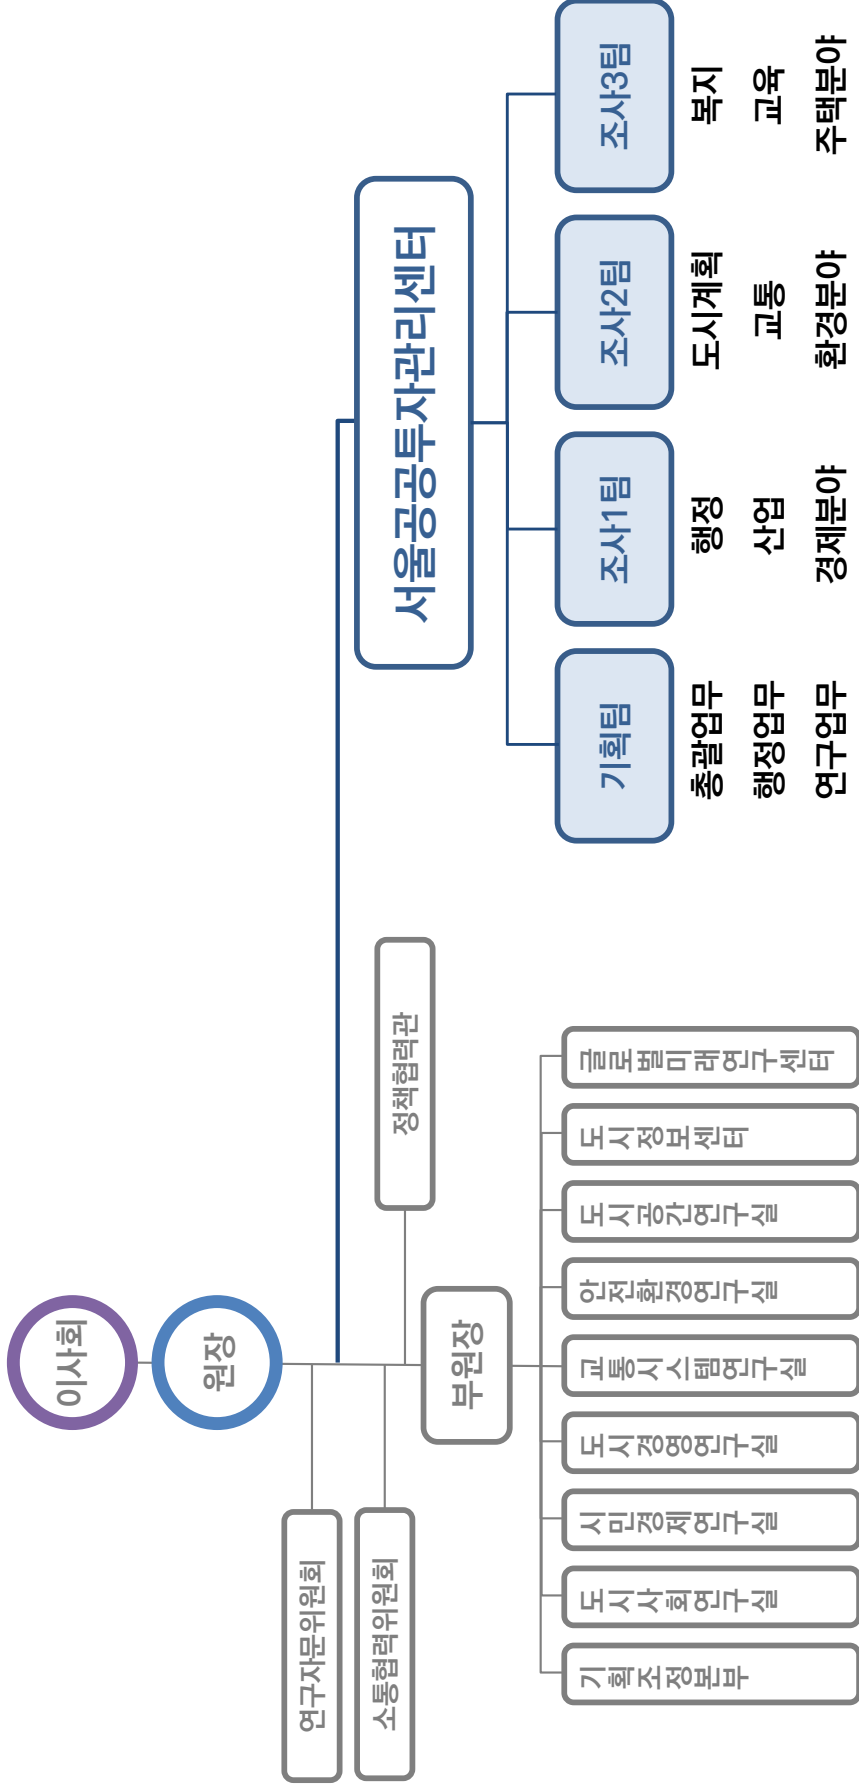 이사회
원장
연구자문위원회
소통협력위원회
정책협력관
부원장
기획조정본부
도시사회연구실
시민경제연구실
도시경영연구실
교통시스템연구실
안전환경연구실
도시공간연구실
도시정보센터
글로벌미래연구센터
서울공공투자관리센터
기획팀
총괄업무
행정업무
연구업무
조사1팀
행정
산업
경제분야
조사2팀
도시계획
교통
환경분야
조사3팀
복지
교육
주택분야